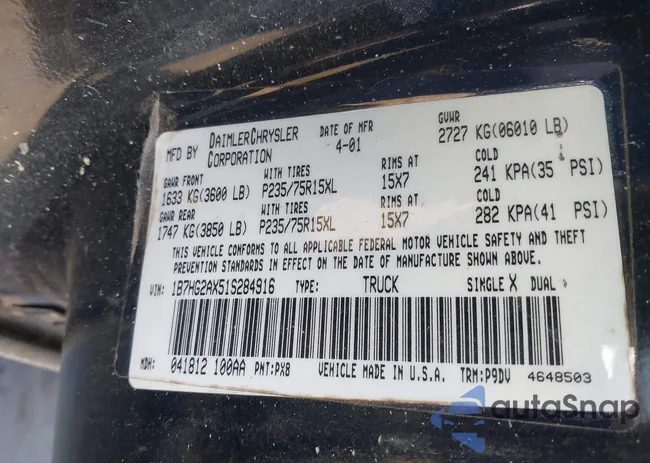 MFD BY DAIMLERCHRYSLER CORPORATION DATE OF MFR 4-01 GVWR 2727 KG(06010 LB)
GAWR FRONT WITH TIRES RIMS AT COLD
1633 KG(3600 LB) P235/75R15XL 15X7 241 KPA(35 PSI)
GAWR REAR WITH TIRES RIMS AT COLD
1747 KG(3850 LB) P235/75R15XL 15X7 282 KPA(41 PSI)
THIS VEHICLE CONFORMS TO ALL APPLICABLE FEDERAL MOTOR VEHICLE SAFETY AND THEFT
PREVENTION STANDARDS IN EFFECT ON THE DATE OF MANUFACTURE SHOWN ABOVE.
VIN: 1B7HG2AX51S284916 TYPE: TRUCK SINGLE X DUAL
MDH: 041812 100AA PNT:PX8 VEHICLE MADE IN U.S.A. TRM:P9DV 4648503
autoSnap